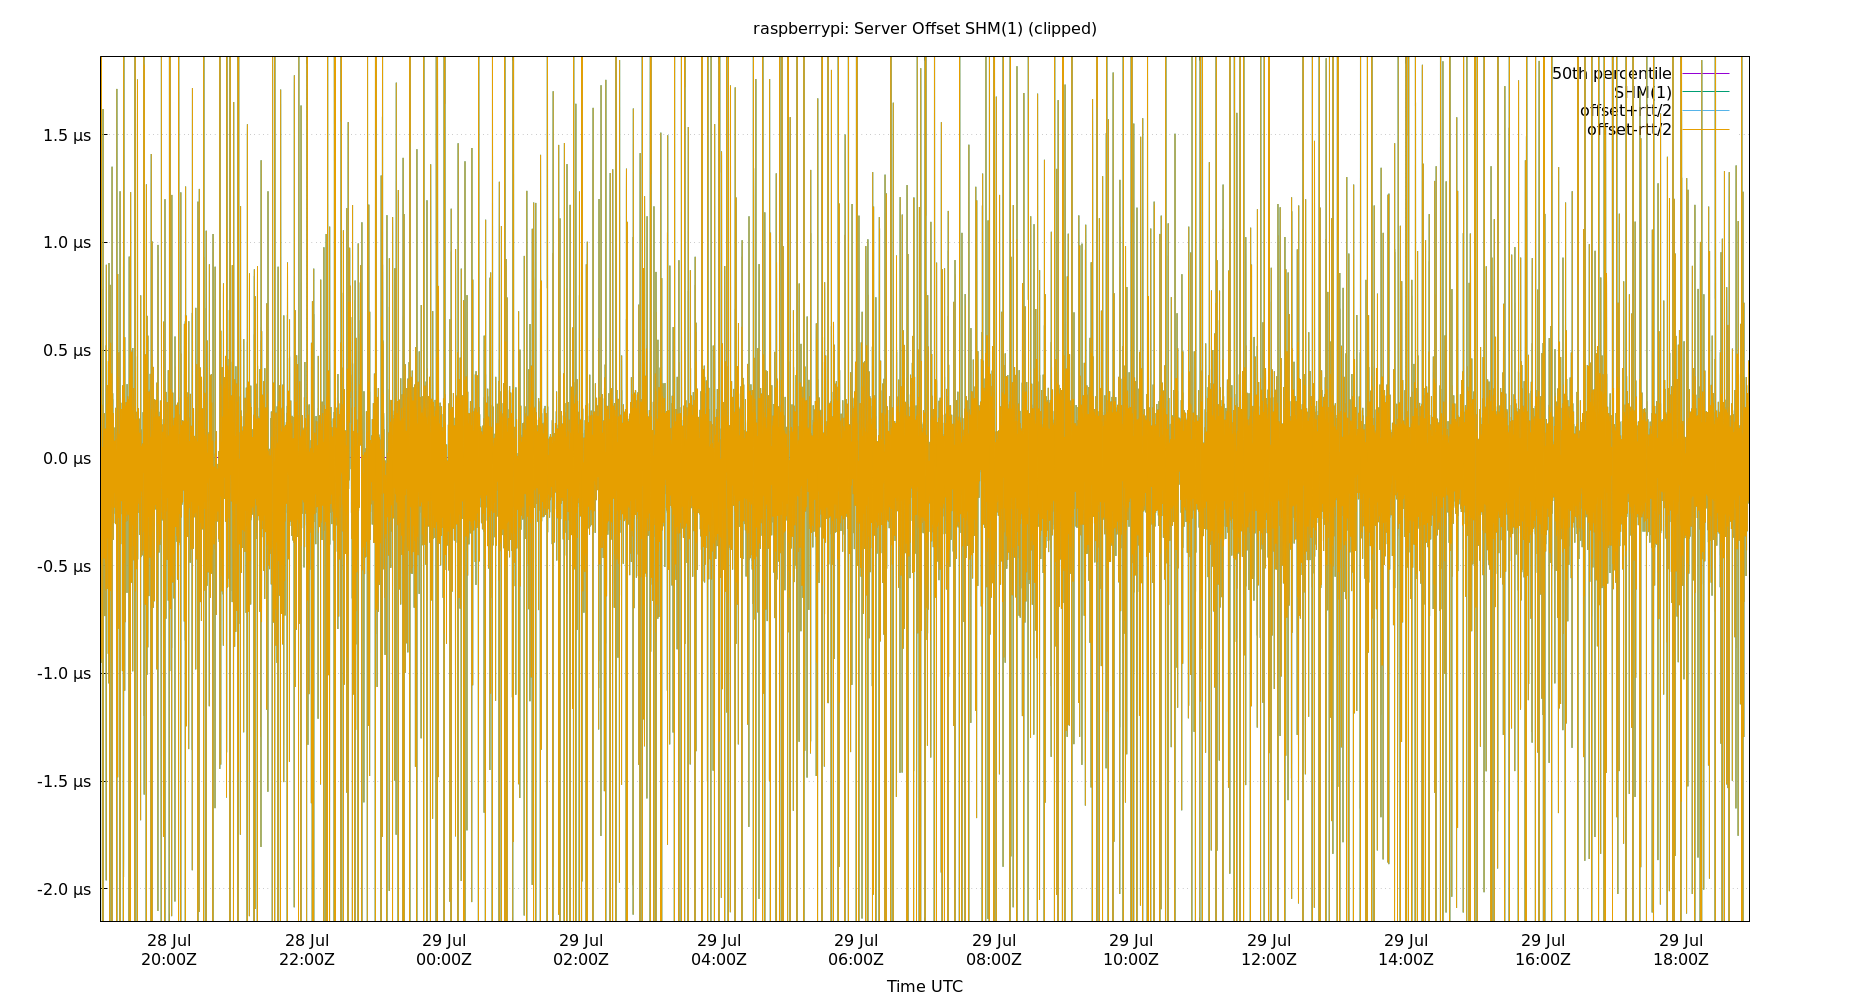 raspberrypi: Server Offset SHM(1) (clipped)
50th percentile
SHM(1)
offset+rtt/2
offset-rtt/2
1.5 µs
1.0 µs
0.5 µs
0.0 µs
-0.5 µs
-1.0 µs
-1.5 µs
-2.0 µs
28 Jul 28 Jul 29 Jul 29 Jul 29 Jul 29 Jul 29 Jul 29 Jul 29 Jul 29 Jul 29 Jul 29 Jul
20:00Z 22:00Z 00:00Z 02:00Z 04:00Z 06:00Z 08:00Z 10:00Z 12:00Z 14:00Z 16:00Z 18:00Z
Time UTC